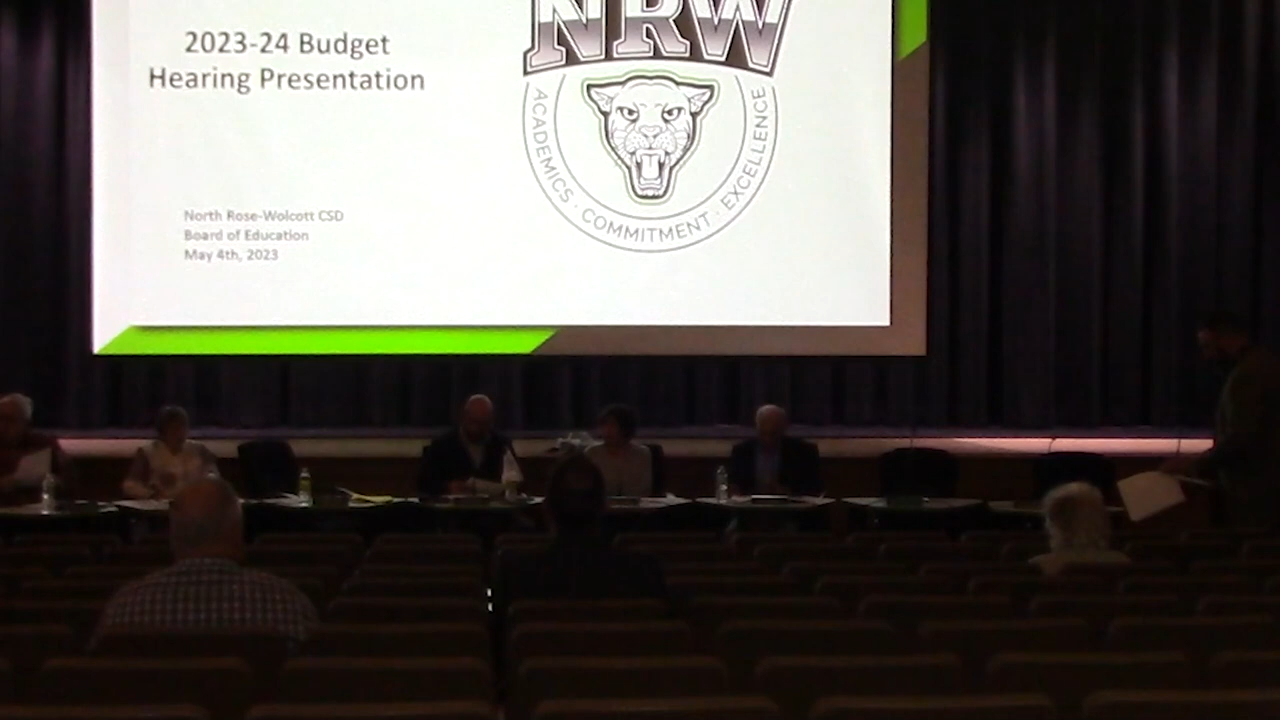 2023-24 Budget
Hearing Presentation
NRW
ACADEMICS · COMMITMENT · EXCELLENCE
North Rose-Wolcott CSD
Board of Education
May 4th, 2023